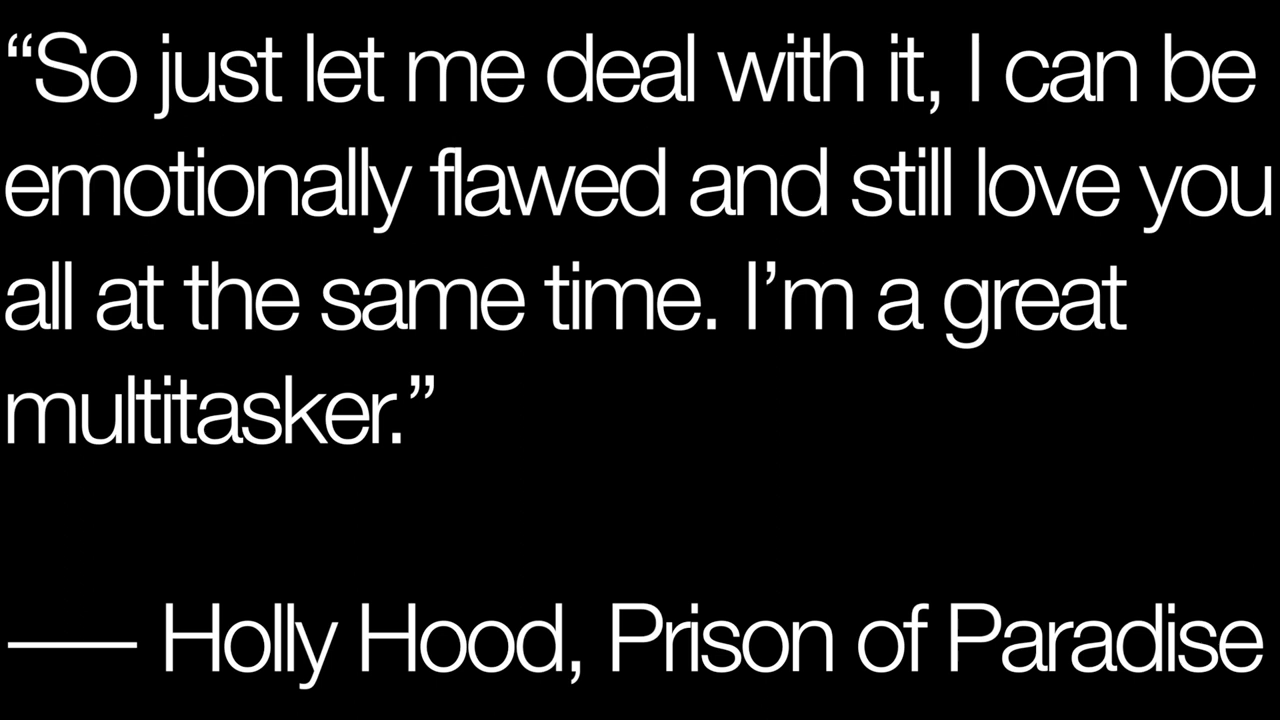 “So just let me deal with it, I can be
emotionally flawed and still love you
all at the same time. I’m a great
multitasker.”
— Holly Hood, Prison of Paradise